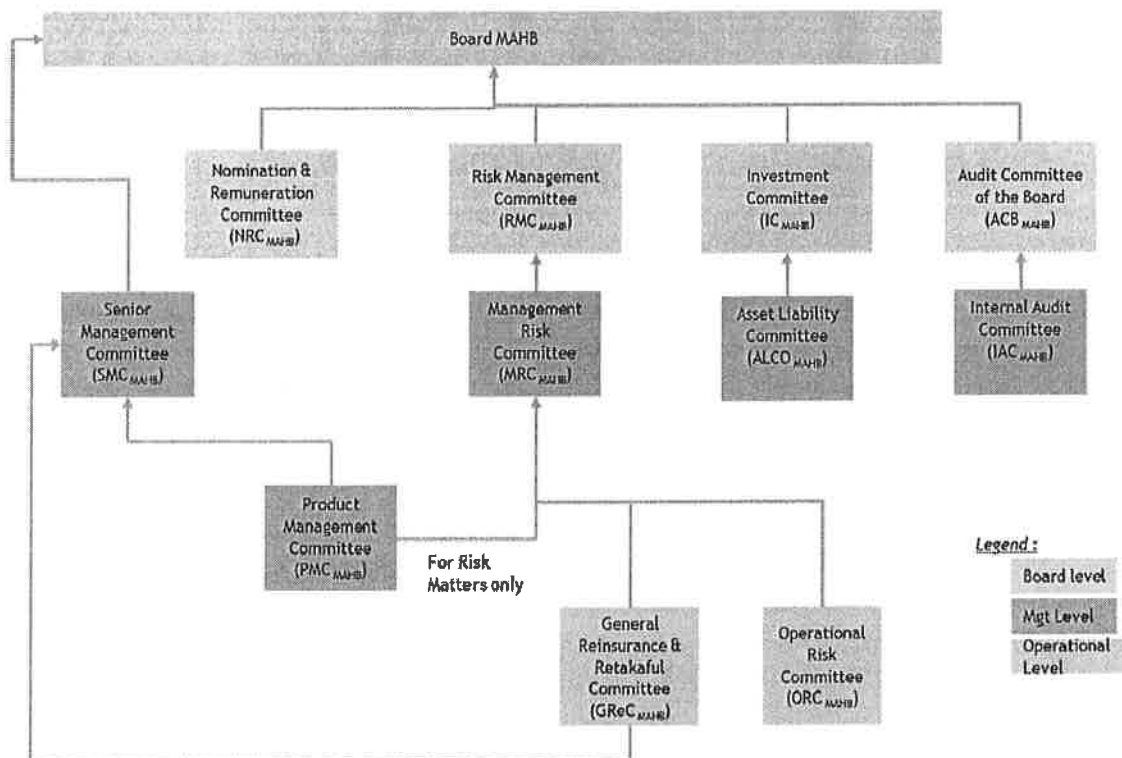 Board MAHB
Nomination &
Remuneration
Committee
(NRC MAHB)
Risk Management
Committee
(RMC MAHB)
Investment
Committee
(IC MAHB)
Audit Committee
of the Board
(ACB MAHB)
Senior
Management
Committee
(SMC MAHB)
Management
Risk
Committee
(MRC MAHB)
Asset Liability
Committee
(ALCO MAHB)
Internal Audit
Committee
(IAC MAHB)
Product
Management
Committee
(PMC MAHB)
For Risk
Matters only
General
Reinsurance &
Retakaful
Committee
(GReC MAHB)
Operational
Risk
Committee
(ORC MAHB)
Legend :
Board level
Mgt Level
Operational
Level